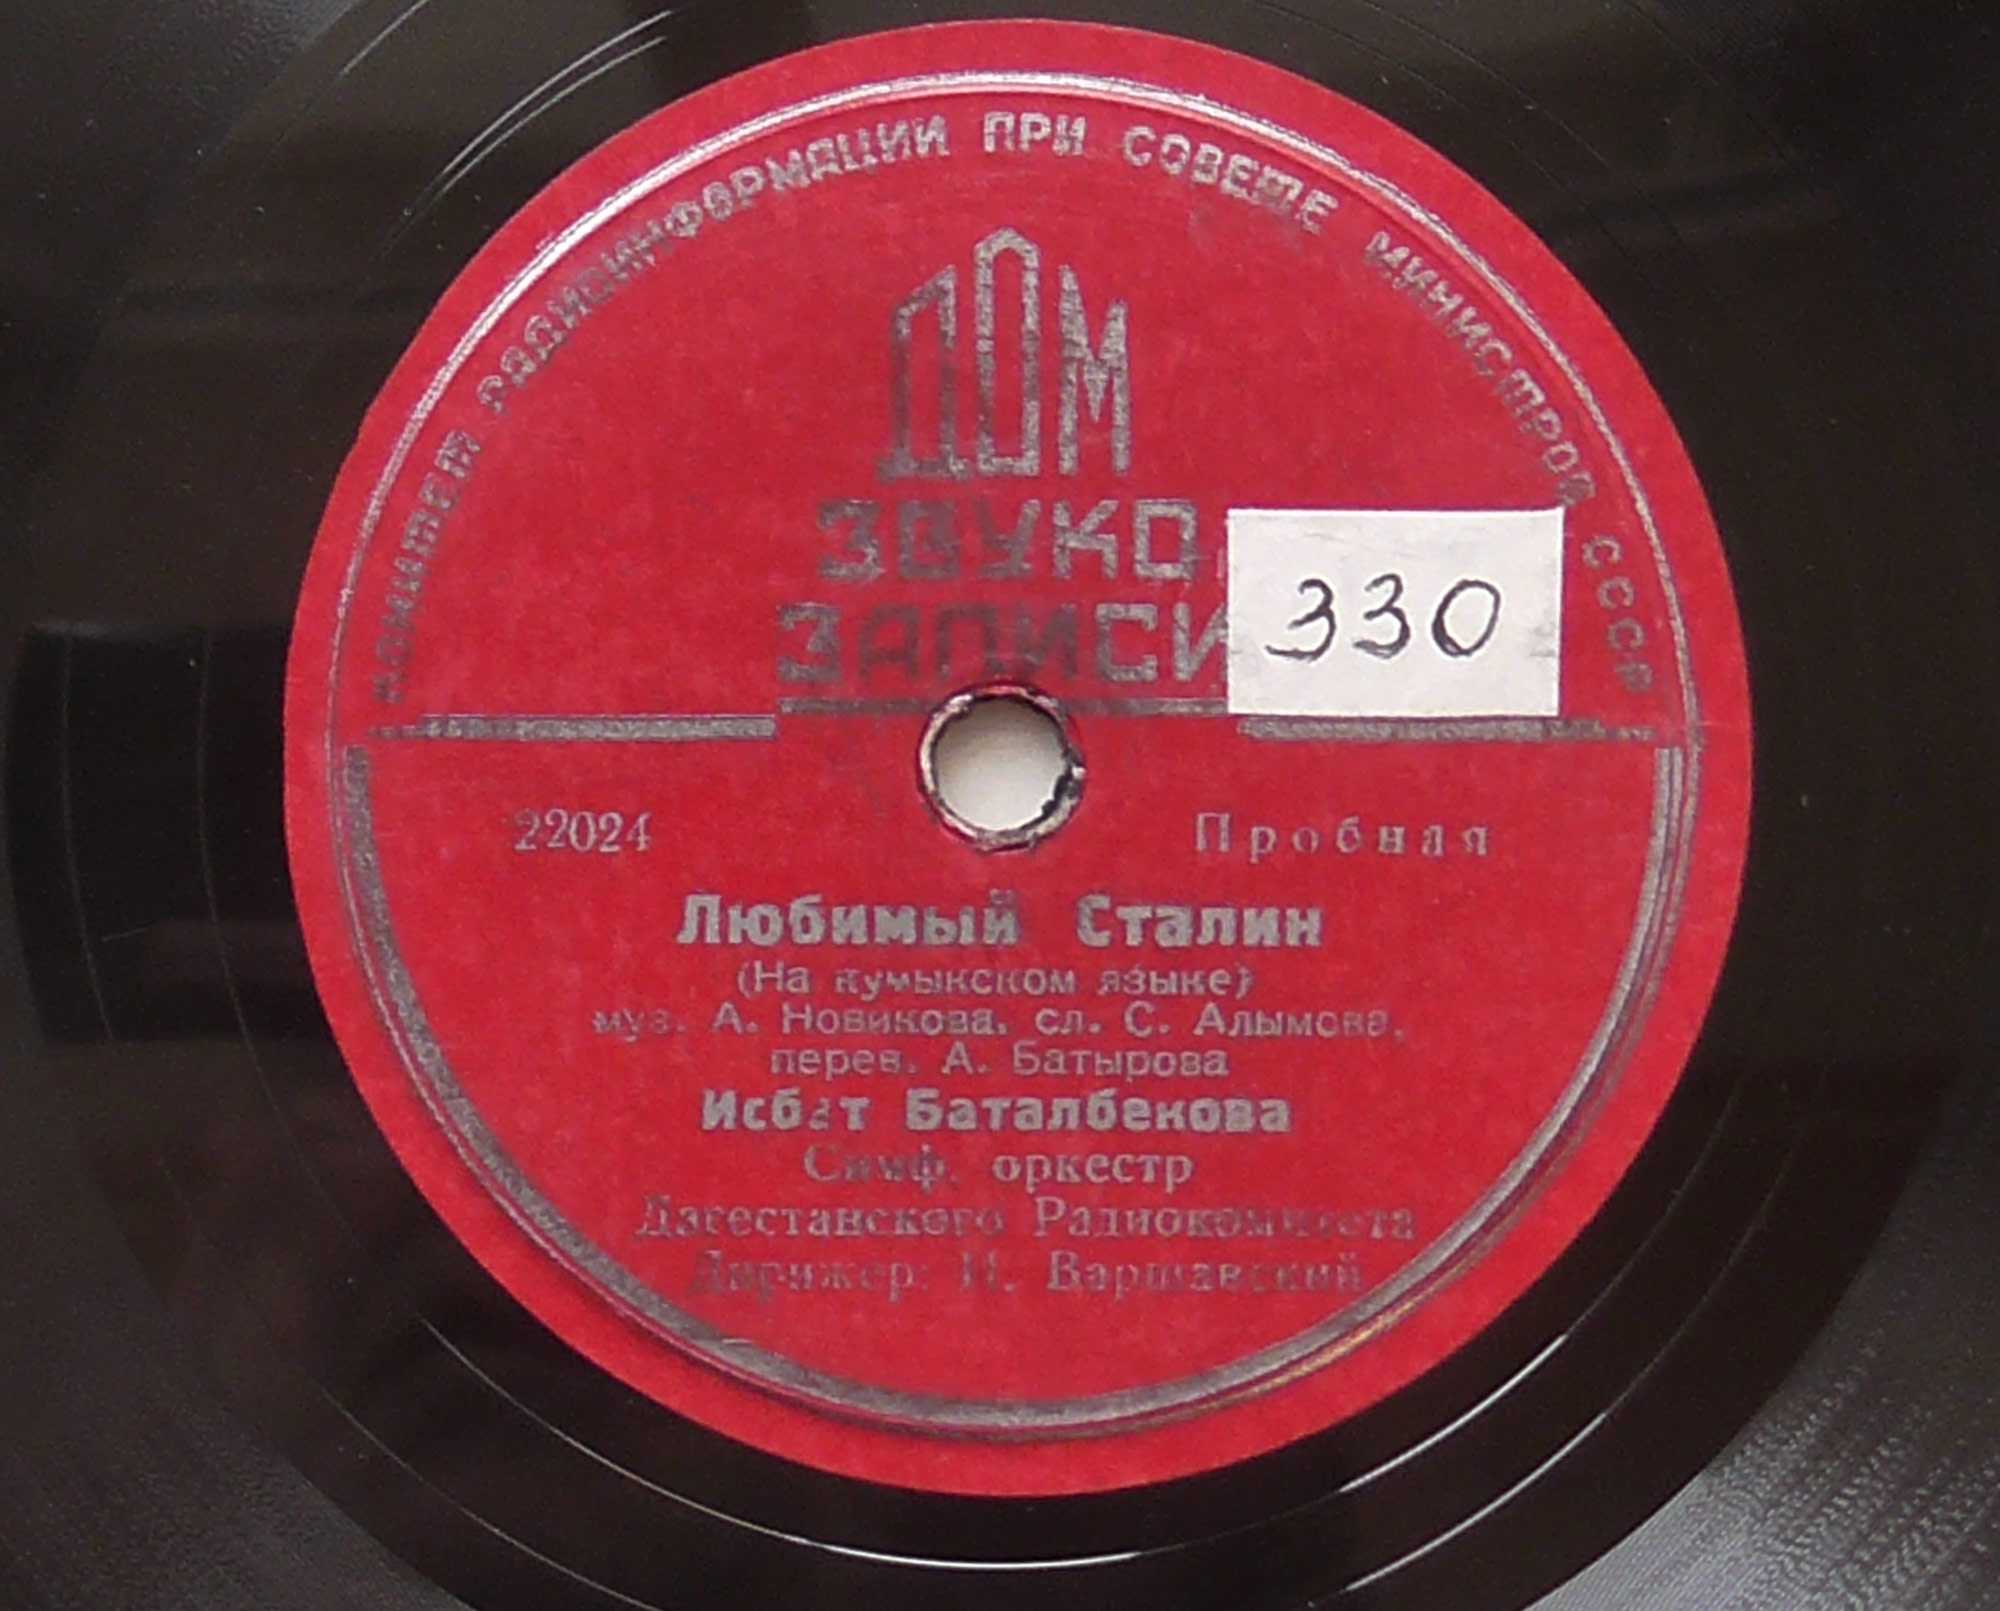 КОМИТЕТ РАДИОИНФОРМАЦИИ ПРИ СОВЕТЕ МИНИСТРОВ СССР
ДОМ
ЗВУКО
ЗАПИСИ
330
22024
Пробная
Любимый Сталин
(На кумыкском языке)
муз. А. Новикова, сл. С. Алымова,
перев. А. Батырова
Исбат Баталбекова
Симф. оркестр
Дагестанского Радиокомитета
Дирижер: И. Варшавский